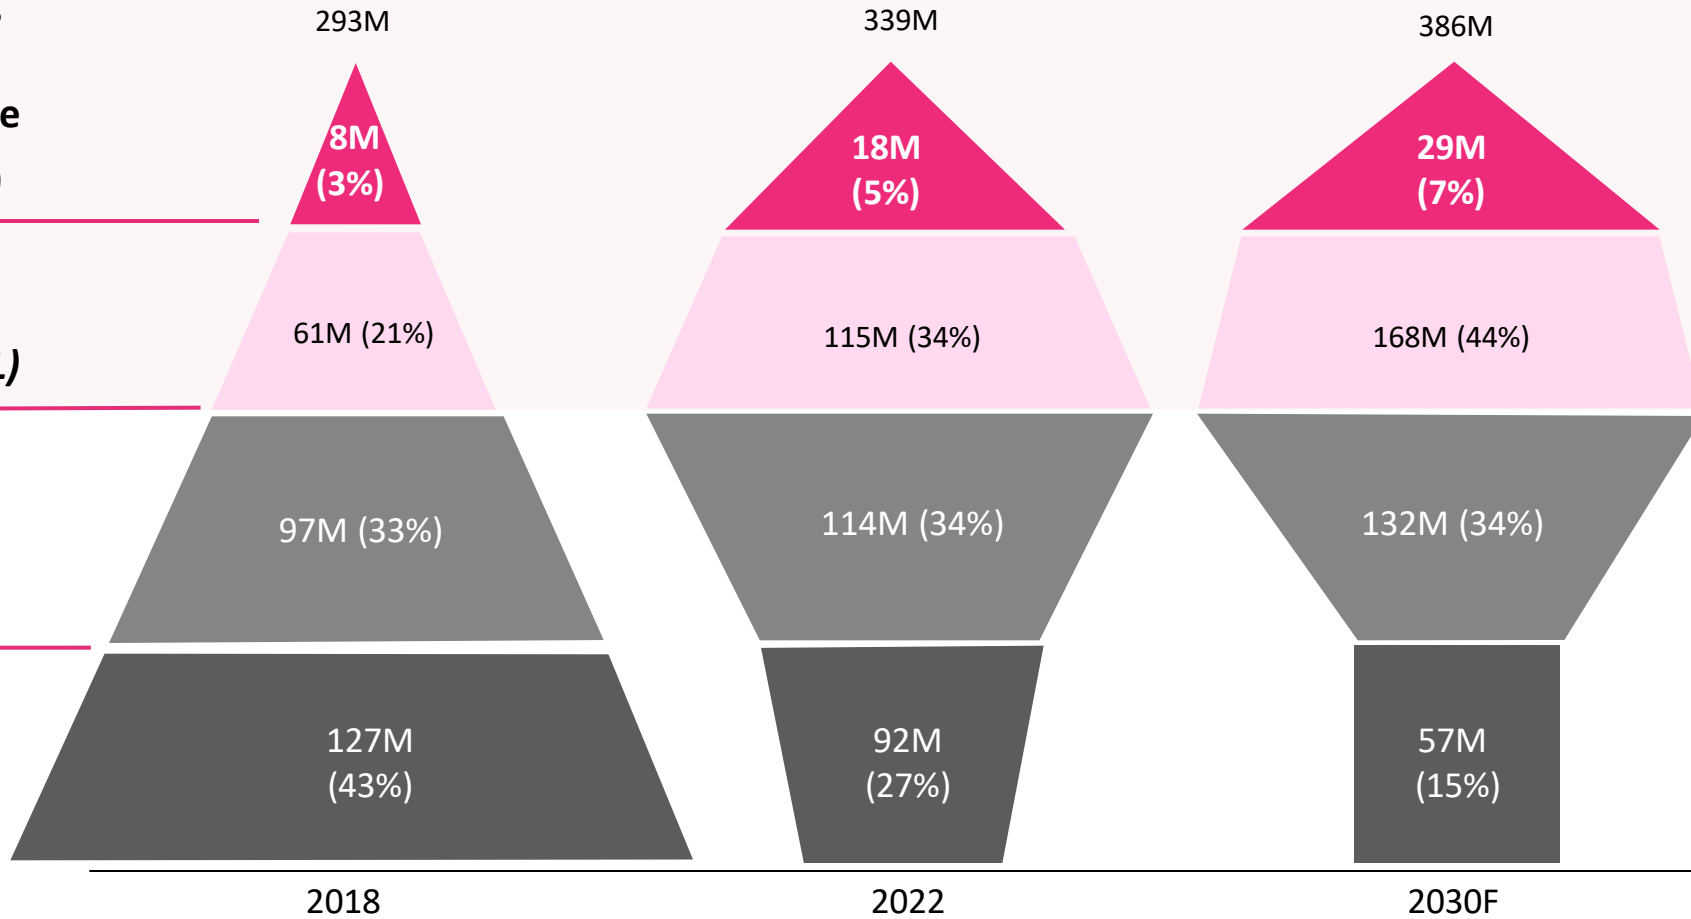 293M
339M
386M
8M
(3%)
18M
(5%)
29M
(7%)
61M (21%)
115M (34%)
168M (44%)
97M (33%)
114M (34%)
132M (34%)
127M
(43%)
92M
(27%)
57M
(15%)
2018
2022
2030F